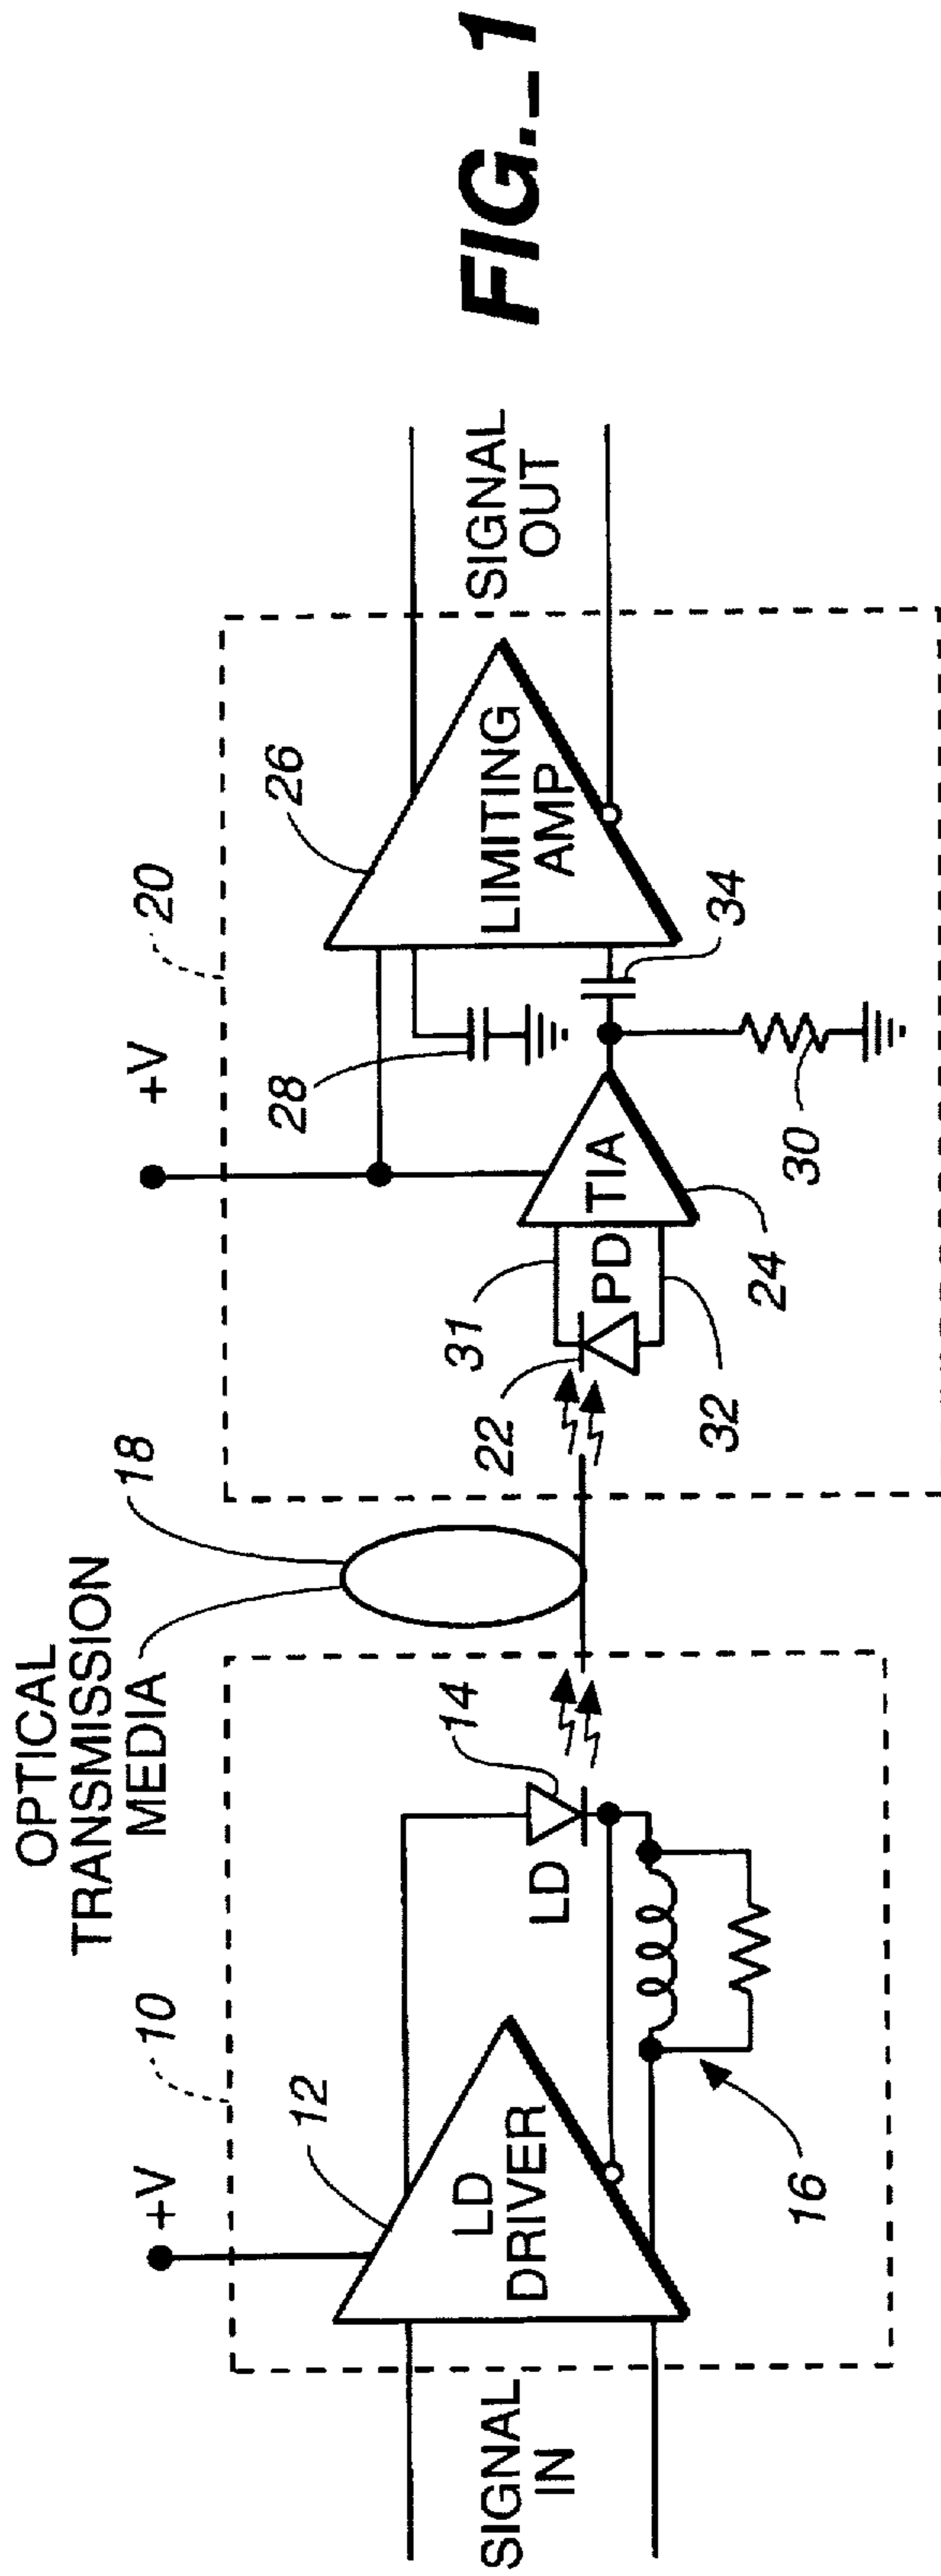 OPTICAL
TRANSMISSION
MEDIA
18
+V
10
12
LD
DRIVER
SIGNAL
IN
LD
14
16
+V
20
26
28
LIMITING
AMP
SIGNAL
OUT
31
22
PD
TIA
32
24
30
34
FIG._1